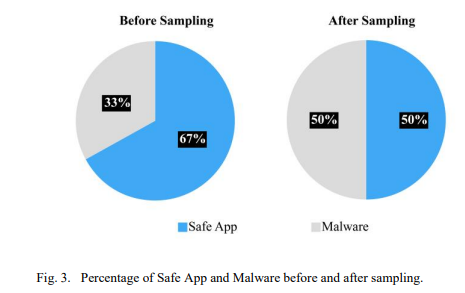 Before Sampling
After Sampling
33%
67%
50%
50%
Safe App
Malware
Fig. 3. Percentage of Safe App and Malware before and after sampling.